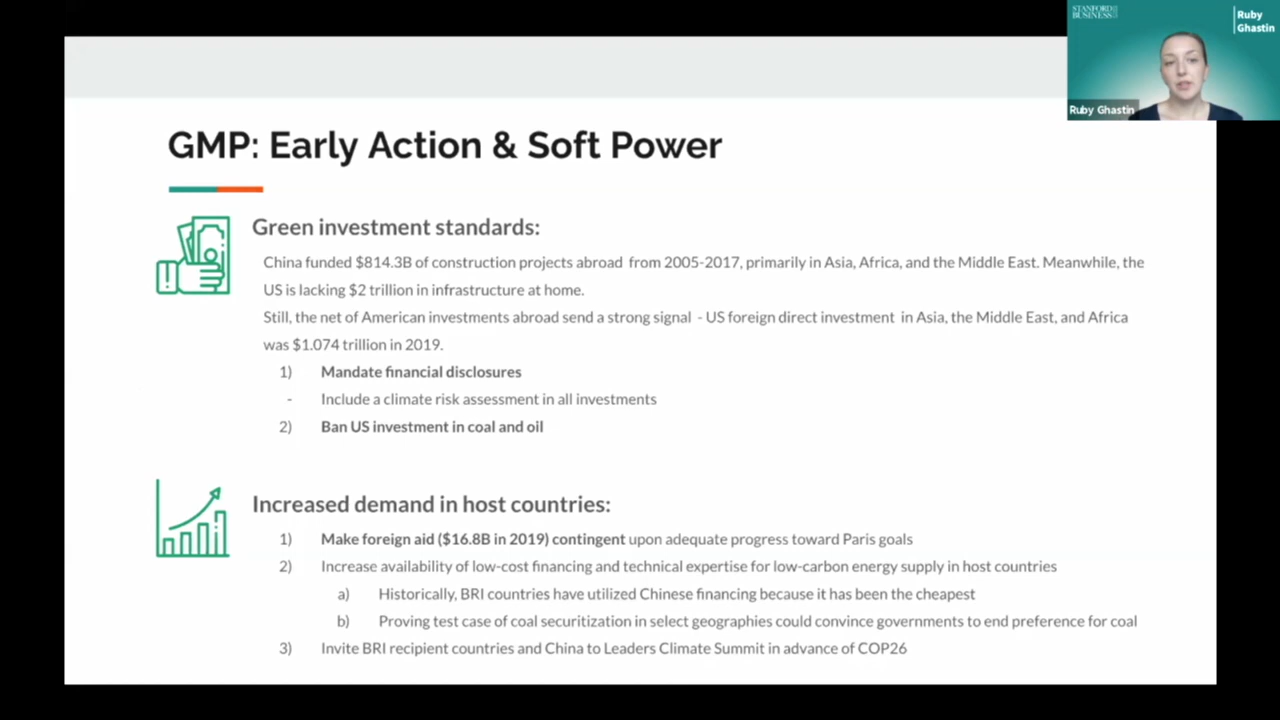 STANFORD
BUSINESS
Ruby
Ghastin
Ruby Ghastin
GMP: Early Action & Soft Power
Green investment standards:
China funded $814.3B of construction projects abroad from 2005-2017, primarily in Asia, Africa, and the Middle East. Meanwhile, the
US is lacking $2 trillion in infrastructure at home.
Still, the net of American investments abroad send a strong signal - US foreign direct investment in Asia, the Middle East, and Africa
was $1.074 trillion in 2019.
1) Mandate financial disclosures
- Include a climate risk assessment in all investments
2) Ban US investment in coal and oil
Increased demand in host countries:
1) Make foreign aid ($16.8B in 2019) contingent upon adequate progress toward Paris goals
2) Increase availability of low-cost financing and technical expertise for low-carbon energy supply in host countries
a) Historically, BRI countries have utilized Chinese financing because it has been the cheapest
b) Proving test case of coal securitization in select geographies could convince governments to end preference for coal
3) Invite BRI recipient countries and China to Leaders Climate Summit in advance of COP26